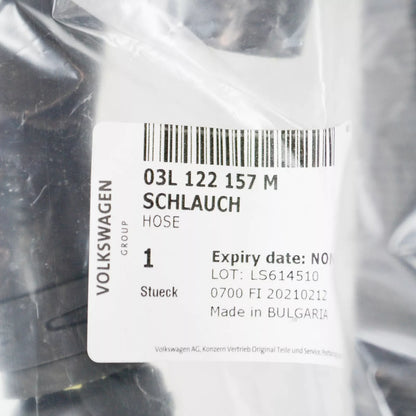 VOLKSWAGEN
GROUP
03L 122 157 M
SCHLAUCH
HOSE
1
Stueck
Expiry date: NON
LOT: LS614510
0700 FI 20210212
Made in BULGARIA
Volkswagen AG, Konzern Vertrieb Original Teile und Service,